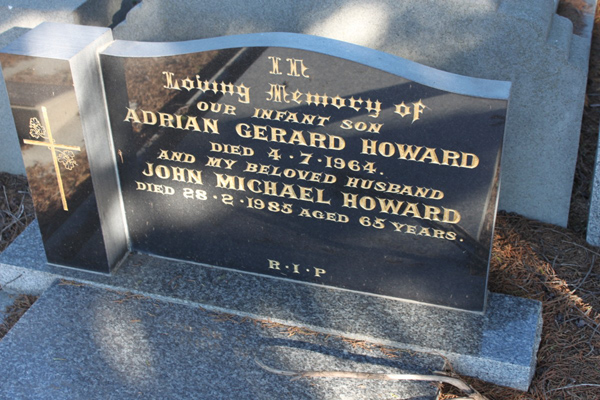 In
Loving Memory of
OUR INFANT SON
ADRIAN GERARD HOWARD
DIED 4·7·1964.
AND MY BELOVED HUSBAND
JOHN MICHAEL HOWARD
DIED 28·2·1985 AGED 65 YEARS.
R·I·P